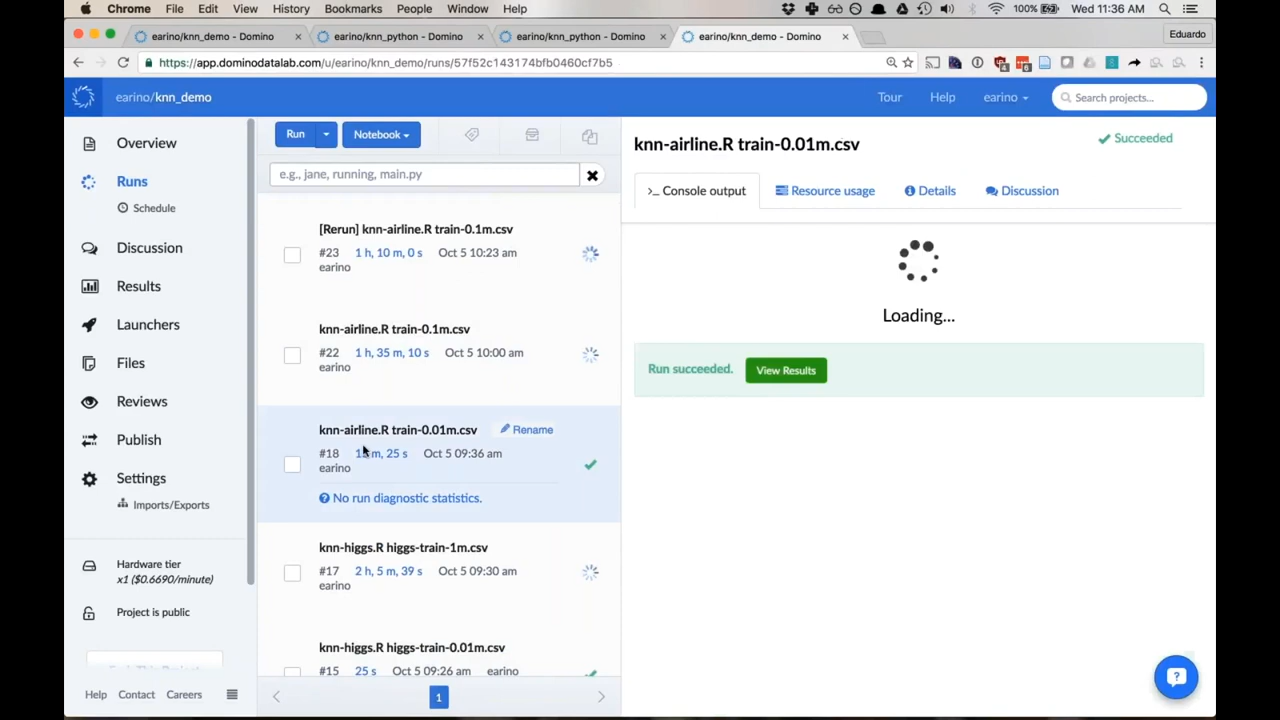 Chrome File Edit View History Bookmarks People Window Help 100% Wed 11:36 AM
earino/knn_demo - Domino earino/knn_python - Domino earino/knn_python - Domino earino/knn_demo - Domino Eduardo
https://app.dominodatalab.com/u/earino/knn_demo/runs/57f52c143174bfb0460cf7b5
earino/knn_demo Tour Help earino Search projects...
Overview
Runs
Schedule
Discussion
Results
Launchers
Files
Reviews
Publish
Settings
Imports/Exports
Hardware tier
x1 ($0.6690/minute)
Project is public
Help Contact Careers
Run Notebook
e.g., jane, running, main.py
[Rerun] knn-airline.R train-0.1m.csv
#23 1 h, 10 m, 0 s Oct 5 10:23 am
earino
knn-airline.R train-0.1m.csv
#22 1 h, 35 m, 10 s Oct 5 10:00 am
earino
knn-airline.R train-0.01m.csv Rename
#18 m, 25 s Oct 5 09:36 am
earino
No run diagnostic statistics.
knn-higgs.R higgs-train-1m.csv
#17 2 h, 5 m, 39 s Oct 5 09:30 am
earino
knn-higgs.R higgs-train-0.01m.csv
#15 25 s Oct 5 09:26 am earino
1
knn-airline.R train-0.01m.csv Succeeded
>_ Console output Resource usage Details Discussion
Loading...
Run succeeded. View Results